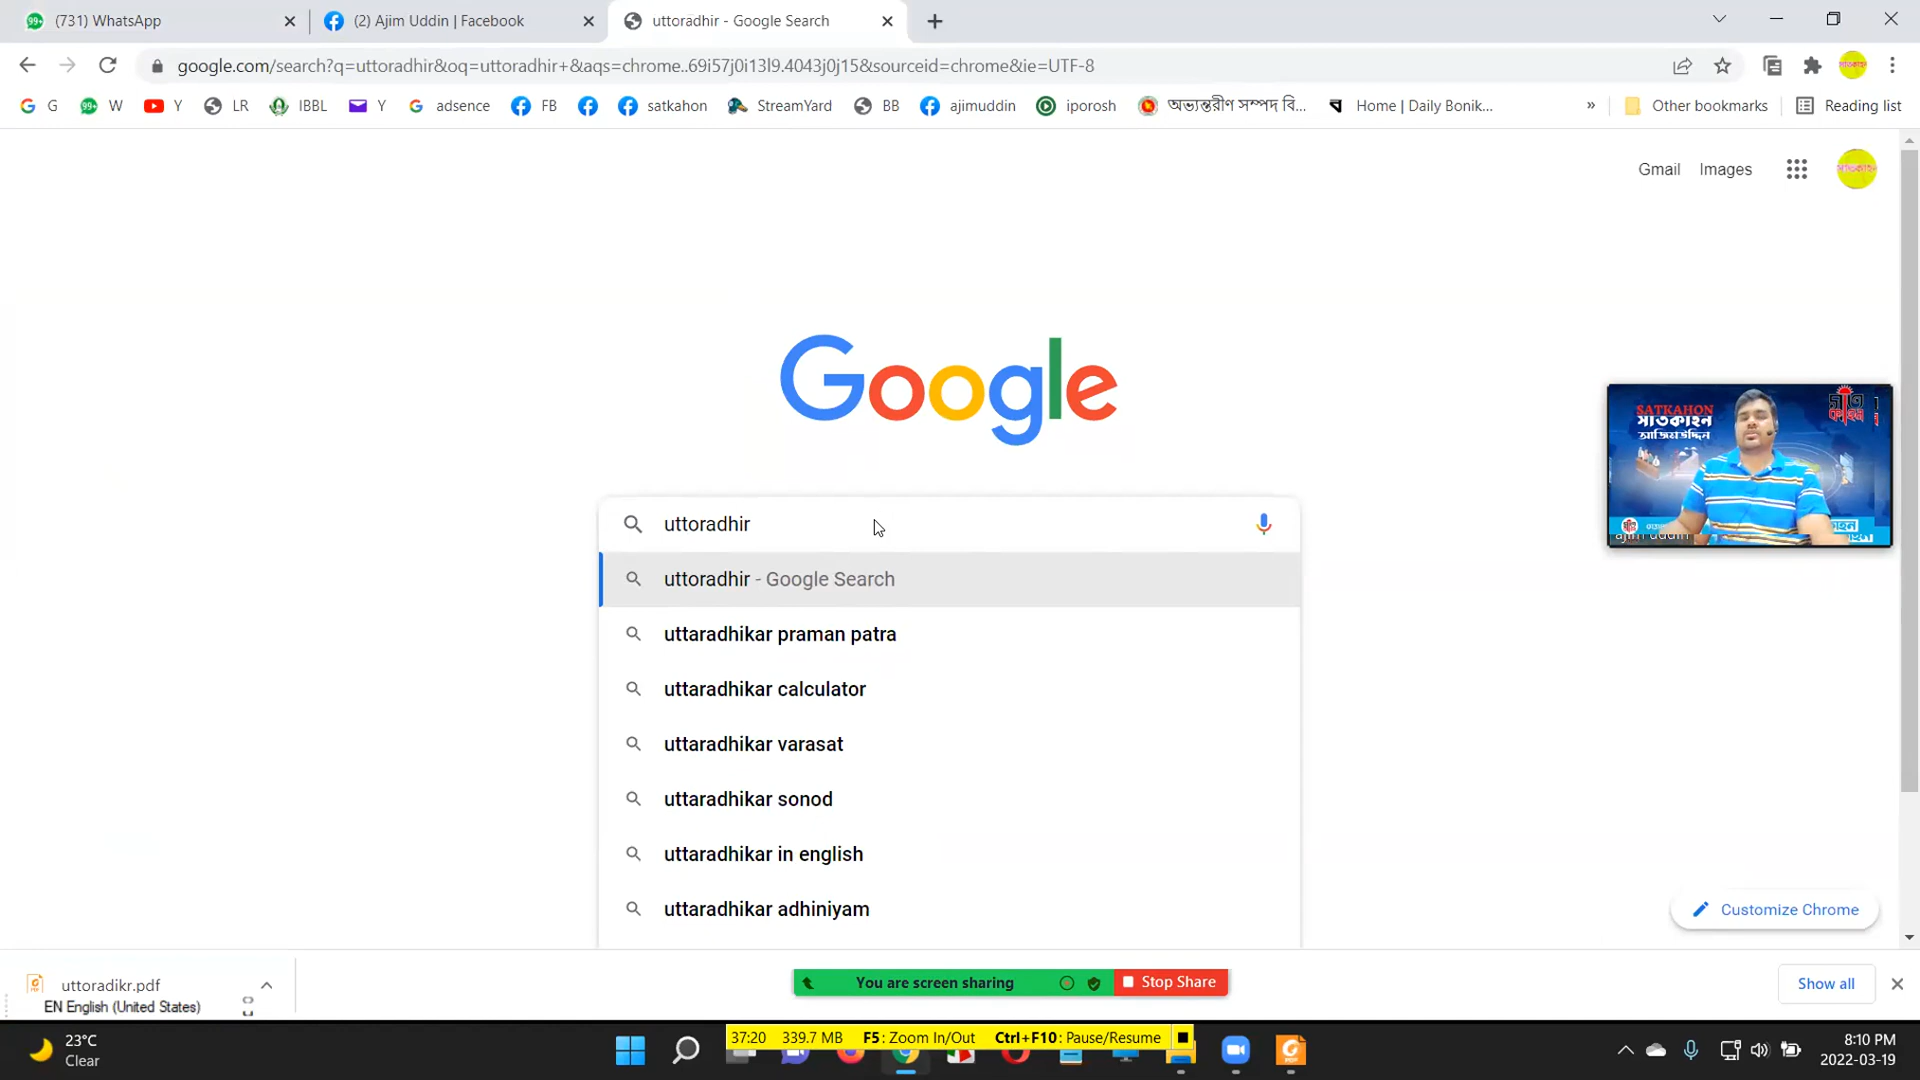 (731) WhatsApp
(2) Ajim Uddin | Facebook
uttoradhir - Google Search
google.com/search?q=uttoradhir&oq=uttoradhir+&aqs=chrome..69i57j0i13l9.4043j0j15&sourceid=chrome&ie=UTF-8
G
W
Y
LR
IBBL
Y
adsence
FB
satkahon
StreamYard
BB
ajimuddin
iporosh
অভ্যন্তরীণ সম্পদ বি...
Home | Daily Bonik...
»
Other bookmarks
Reading list
Gmail
Images
Google
SATKAHON
সাতকাহন
আজিম উদ্দিন
সাত
কাহন
ajim uddin
uttoradhir
uttoradhir - Google Search
uttaradhikar praman patra
uttaradhikar calculator
uttaradhikar varasat
uttaradhikar sonod
uttaradhikar in english
uttaradhikar adhiniyam
Customize Chrome
uttoradikr.pdf
EN English (United States)
You are screen sharing
Stop Share
Show all
23°C
Clear
37:20 339.7 MB F5: Zoom In/Out Ctrl+F10: Pause/Resume
8:10 PM
2022-03-19